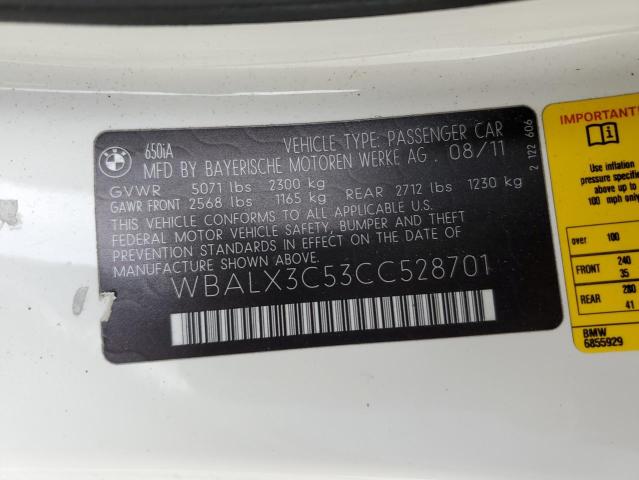 BMW
650iA
VEHICLE TYPE: PASSENGER CAR
MFD BY BAYERISCHE MOTOREN WERKE AG . 08/11
GVWR 5071 lbs 2300 kg
GAWR FRONT 2568 lbs 1165 kg REAR 2712 lbs 1230 kg
THIS VEHICLE CONFORMS TO ALL APPLICABLE U.S.
FEDERAL MOTOR VEHICLE SAFETY, BUMPER AND THEFT
PREVENTION STANDARDS IN EFFECT ON THE DATE OF
MANUFACTURE SHOWN ABOVE.
WBALX3C53CC528701
2 122 606
IMPORTANT
i
Use inflation
pressure specified
above up to
100 mph only
over 100
FRONT 240
35
REAR 280
41
BMW
6855929